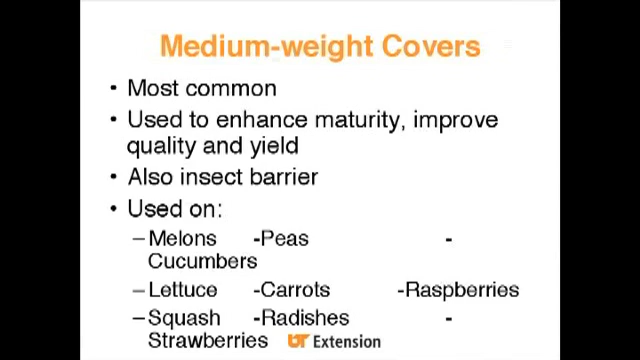 Medium-weight Covers
• Most common
• Used to enhance maturity, improve
quality and yield
• Also insect barrier
• Used on:
– Melons -Peas -
Cucumbers
– Lettuce -Carrots -Raspberries
– Squash -Radishes -
Strawberries UT Extension